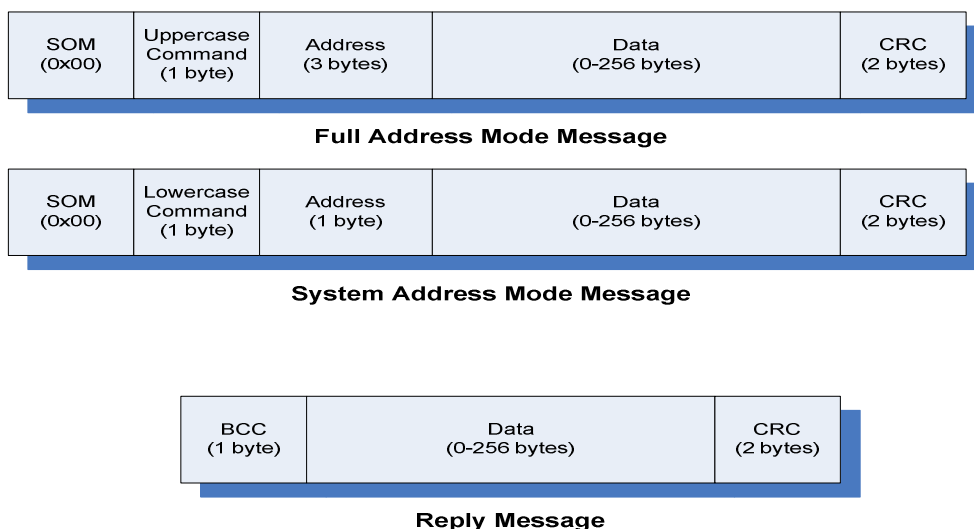 SOM
(0x00)
Uppercase
Command
(1 byte)
Address
(3 bytes)
Data
(0-256 bytes)
CRC
(2 bytes)
Full Address Mode Message
SOM
(0x00)
Lowercase
Command
(1 byte)
Address
(1 byte)
Data
(0-256 bytes)
CRC
(2 bytes)
System Address Mode Message
BCC
(1 byte)
Data
(0-256 bytes)
CRC
(2 bytes)
Reply Message